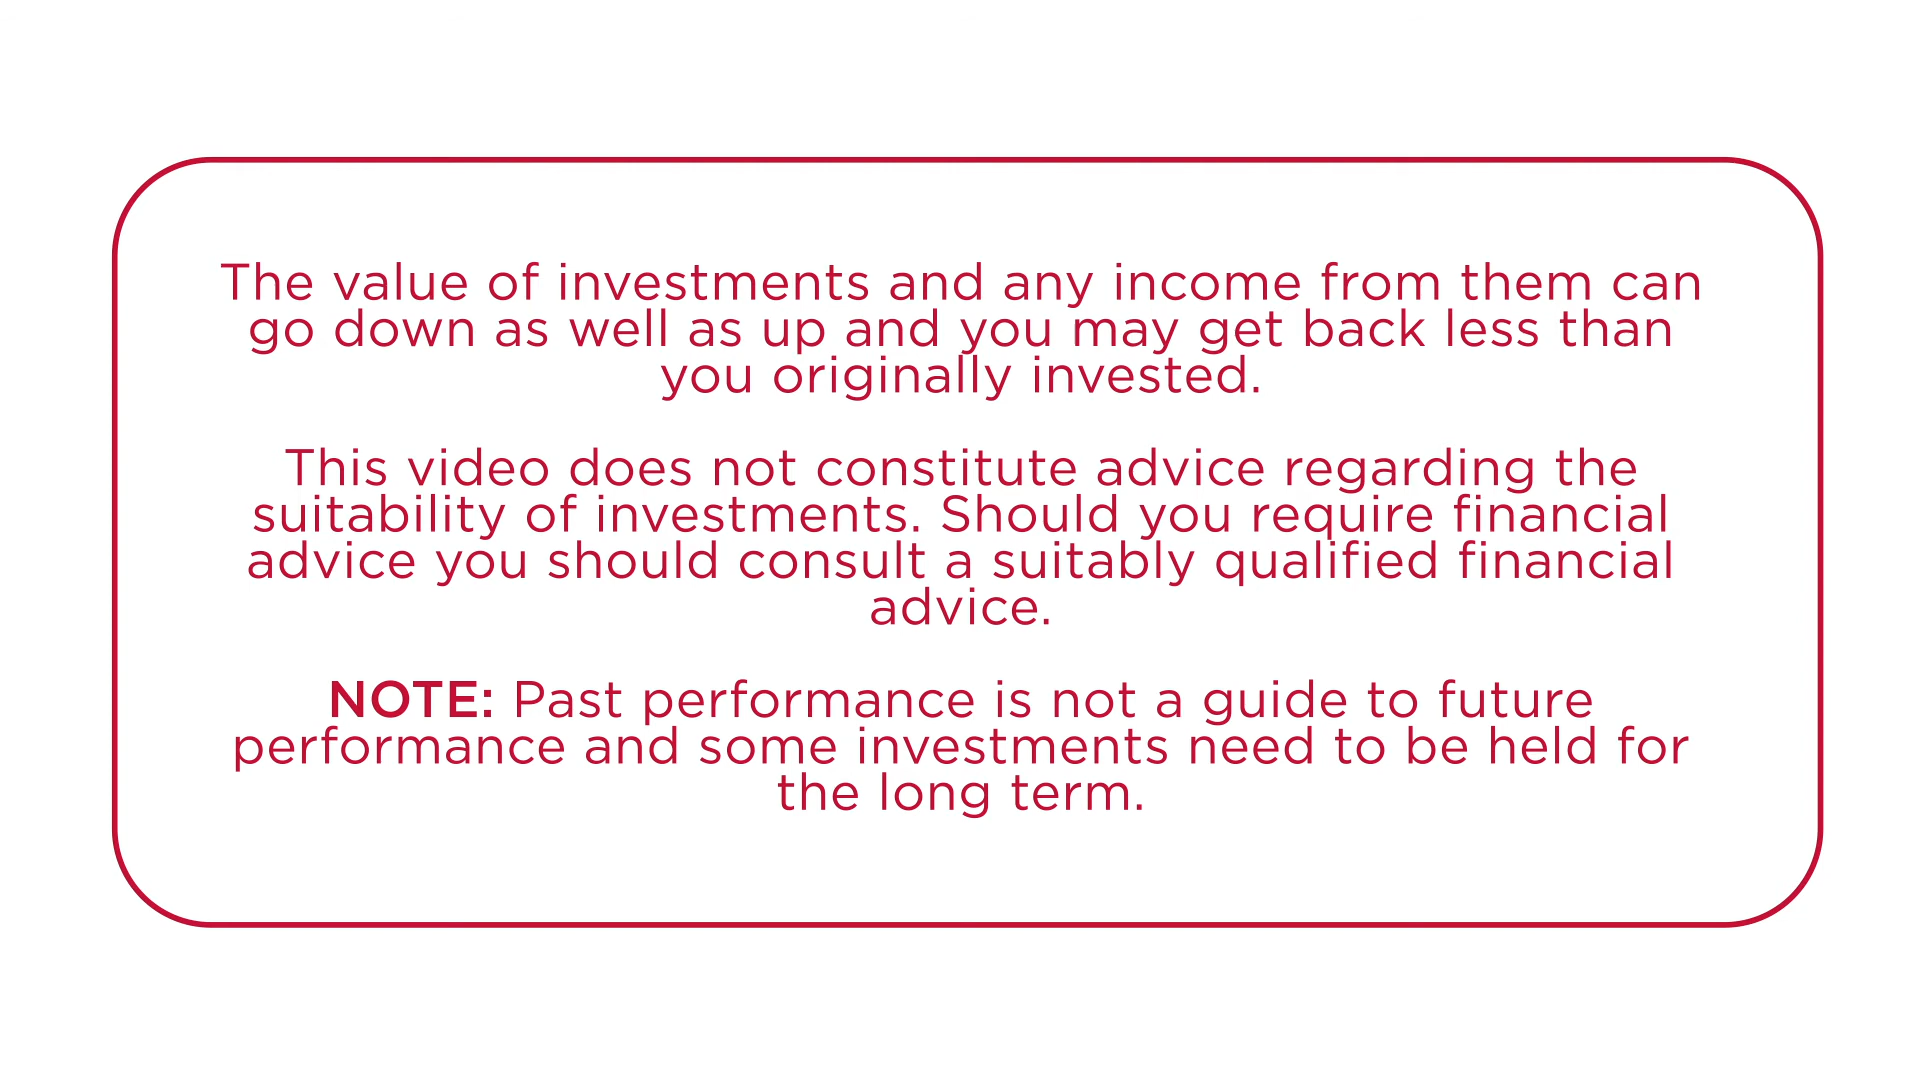 The value of investments and any income from them can
go down as well as up and you may get back less than
you originally invested.
This video does not constitute advice regarding the
suitability of investments. Should you require financial
advice you should consult a suitably qualified financial
advice.
NOTE: Past performance is not a guide to future
performance and some investments need to be held for
the long term.